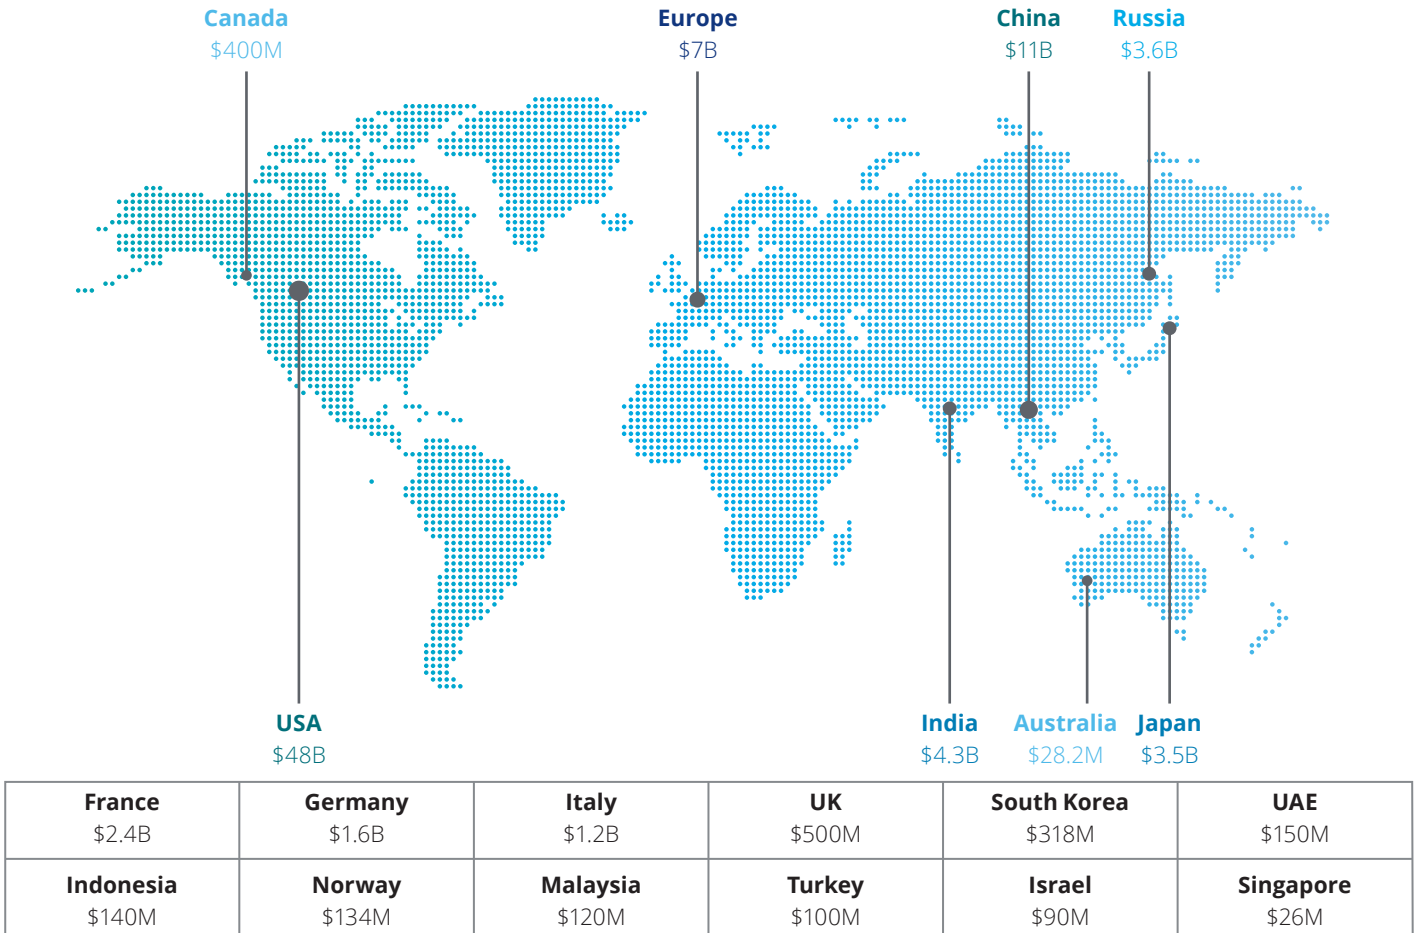 Canada
$400M
Europe
$7B
China
$11B
Russia
$3.6B
USA
$48B
India
$4.3B
Australia
$28.2M
Japan
$3.5B
France
$2.4B
Germany
$1.6B
Italy
$1.2B
UK
$500M
South Korea
$318M
UAE
$150M
Indonesia
$140M
Norway
$134M
Malaysia
$120M
Turkey
$100M
Israel
$90M
Singapore
$26M